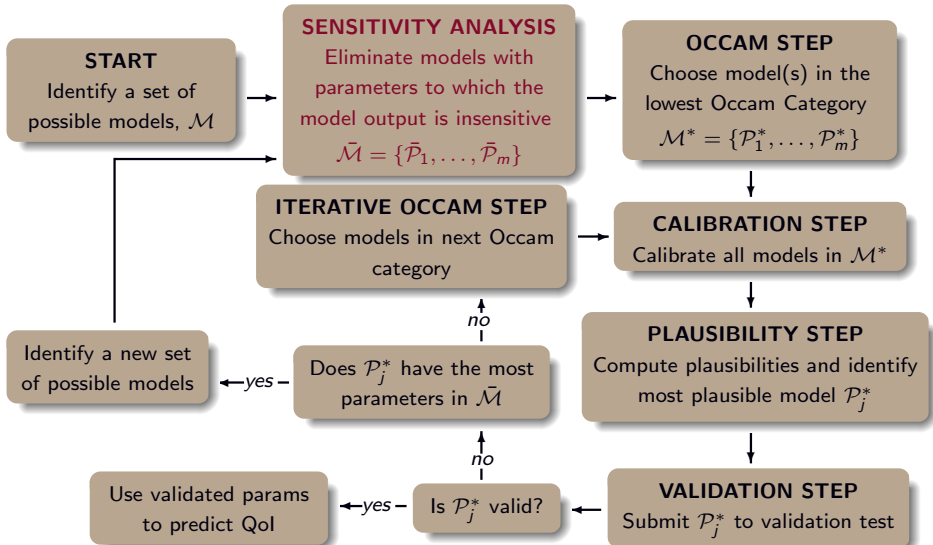 START
Identify a set of
possible models, ℳ
SENSITIVITY ANALYSIS
Eliminate models with
parameters to which the
model output is insensitive
ℳ̄ = {𝒫̄₁, . . . , 𝒫̄ₘ}
OCCAM STEP
Choose model(s) in the
lowest Occam Category
ℳ* = {𝒫₁*, . . . , 𝒫ₘ*}
ITERATIVE OCCAM STEP
Choose models in next Occam
category
CALIBRATION STEP
Calibrate all models in ℳ*
no
Identify a new set
of possible models
yes
Does 𝒫ⱼ* have the most
parameters in ℳ̄
PLAUSIBILITY STEP
Compute plausibilities and identify
most plausible model 𝒫ⱼ*
no
Use validated params
to predict QoI
yes
Is 𝒫ⱼ* valid?
VALIDATION STEP
Submit 𝒫ⱼ* to validation test